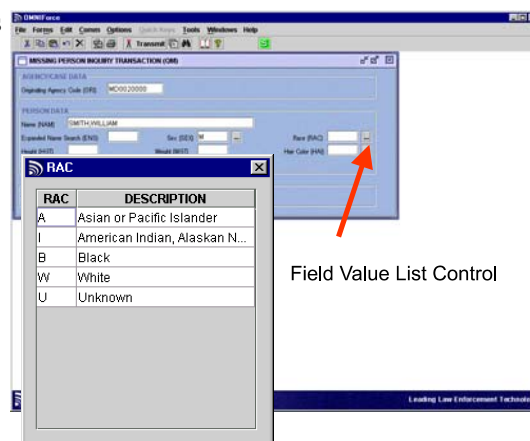 OMNIForce
File Forms Edit Comm Options Quick Keys Tools Windows Help
Transmit
MISSING PERSON INQUIRY TRANSACTION (QM)
AGENCY/CASE DATA
Originating Agency Code (ORI) MD0020000
PERSON DATA
Name (NAM) SMITH,WILLIAM
Expanded Name Search (ENS) Sex (SEX) M Race (RAC)
Height (HGT) Weight (WGT) Hair Color (HAI)
RAC
RAC DESCRIPTION
A Asian or Pacific Islander
I American Indian, Alaskan N...
B Black
W White
U Unknown
Field Value List Control
Leading Law Enforcement Technolo